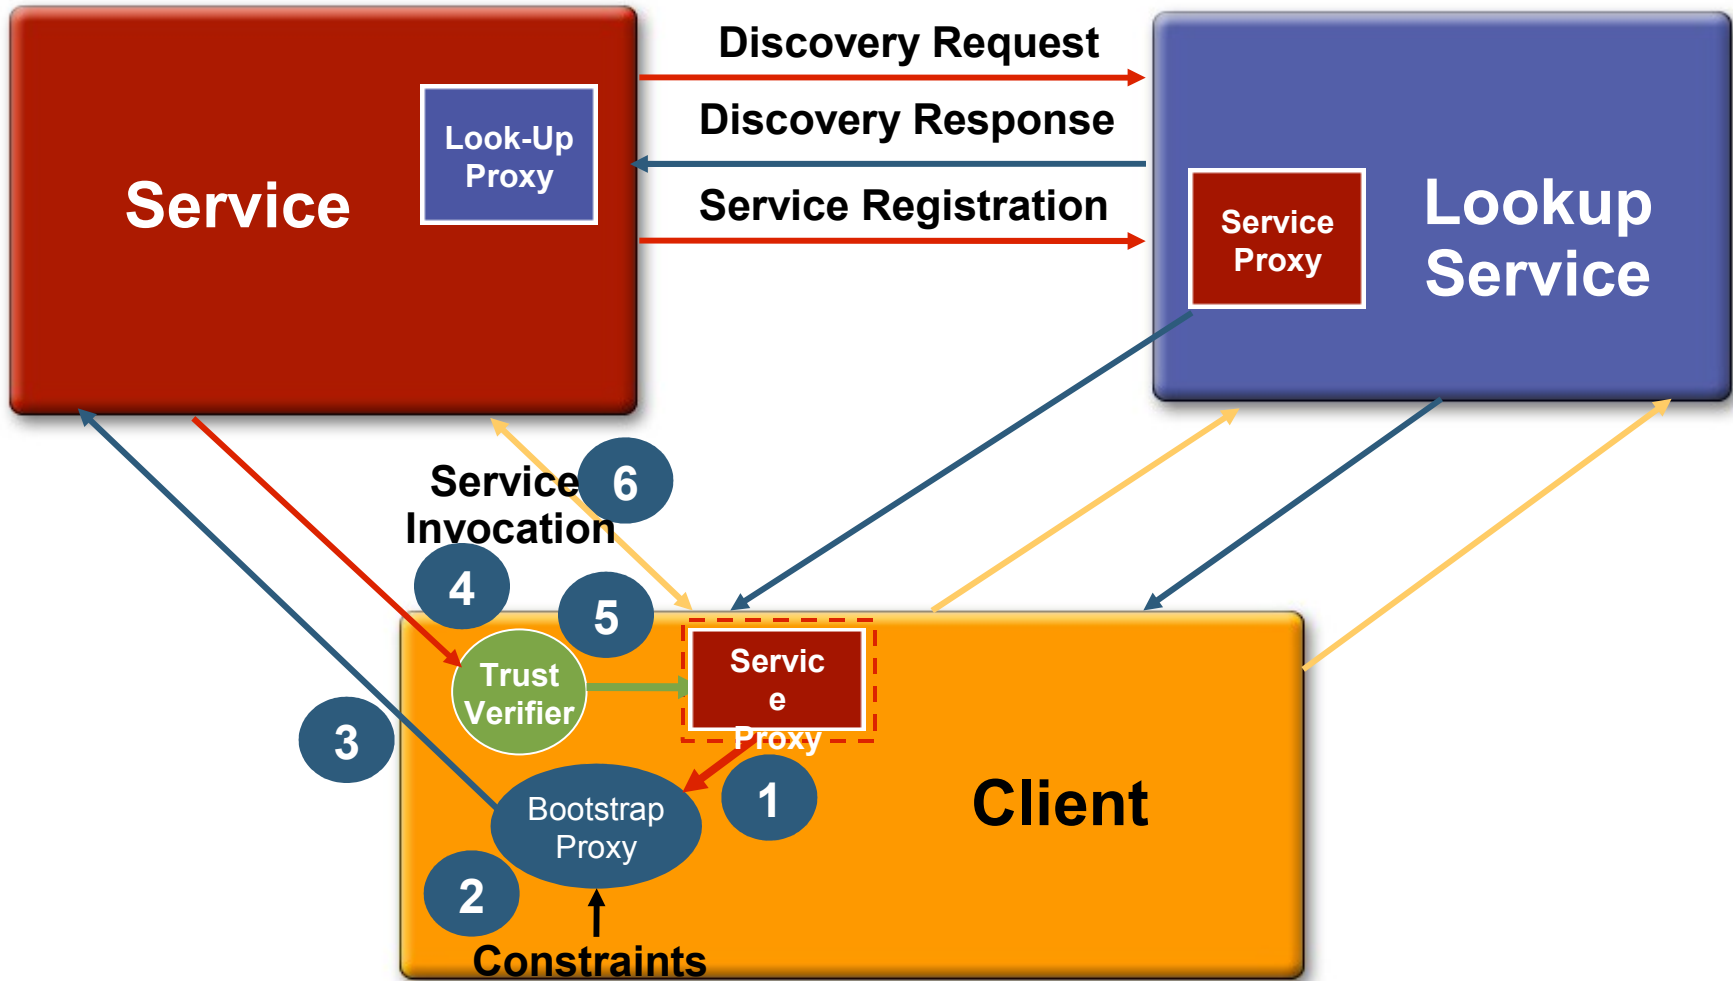 Discovery Request
Look-Up
Proxy
Discovery Response
Service
Service Registration
Service
Proxy
Lookup
Service
Service
Invocation
6
4
5
Trust
Verifier
Servic
e
Proxy
3
1
Bootstrap
Proxy
Client
2
Constraints